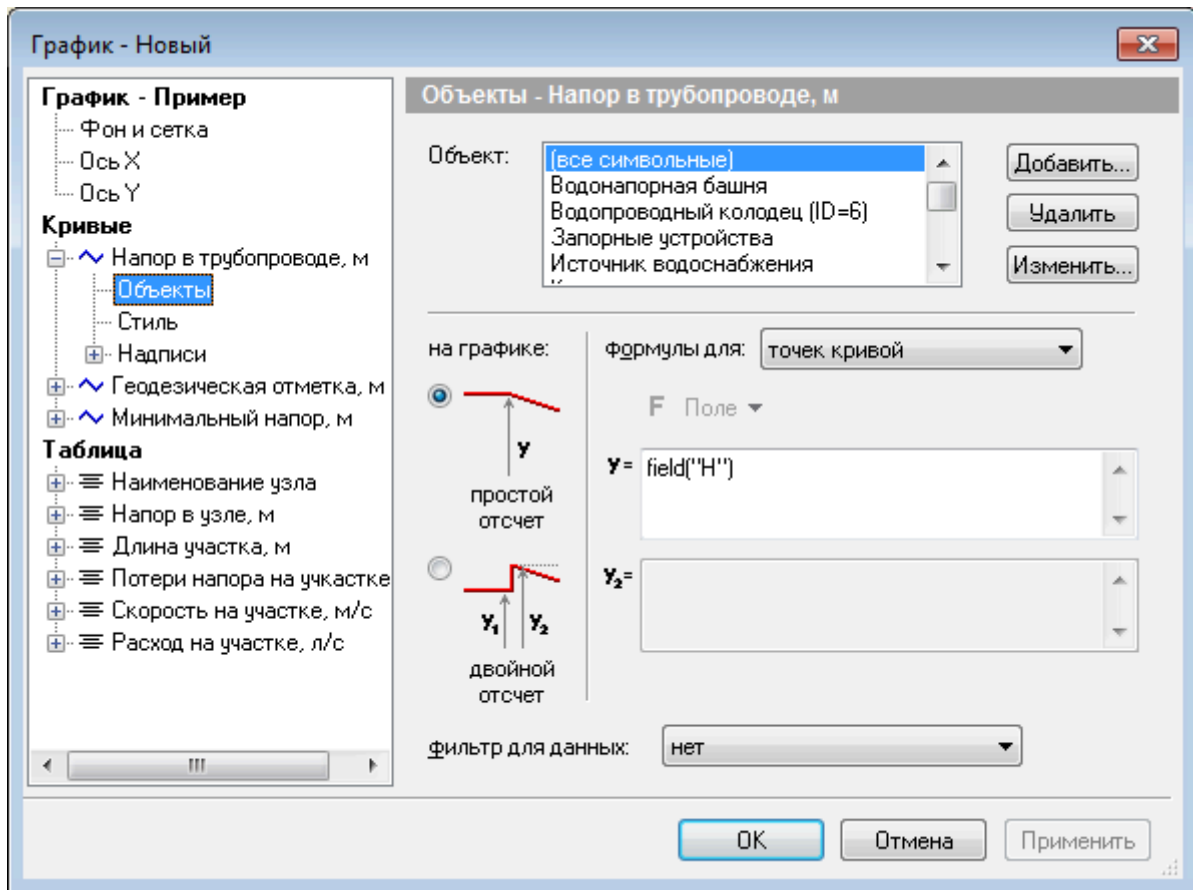 График - Новый
График - Пример
Фон и сетка
Ось X
Ось Y
Кривые
Напор в трубопроводе, м
Объекты
Стиль
Надписи
Геодезическая отметка, м
Минимальный напор, м
Таблица
Наименование узла
Напор в узле, м
Длина участка, м
Потери напора на учкастке
Скорость на участке, м/с
Расход на участке, л/с
Объекты - Напор в трубопроводе, м
Объект:
(все символьные)
Водонапорная башня
Водопроводный колодец (ID=6)
Запорные устройства
Источник водоснабжения
Добавить...
Удалить
Изменить...
на графике:
y
простой
отсчет
y1 y2
двойной
отсчет
Формулы для: точек кривой
F Поле
y= field("H")
y2=
Фильтр для данных: нет
OK Отмена Применить